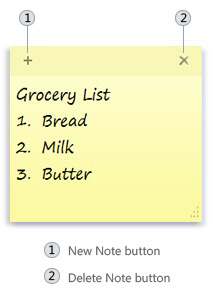 1 2
+ ×
Grocery List
1. Bread
2. Milk
3. Butter
1 New Note button
2 Delete Note button